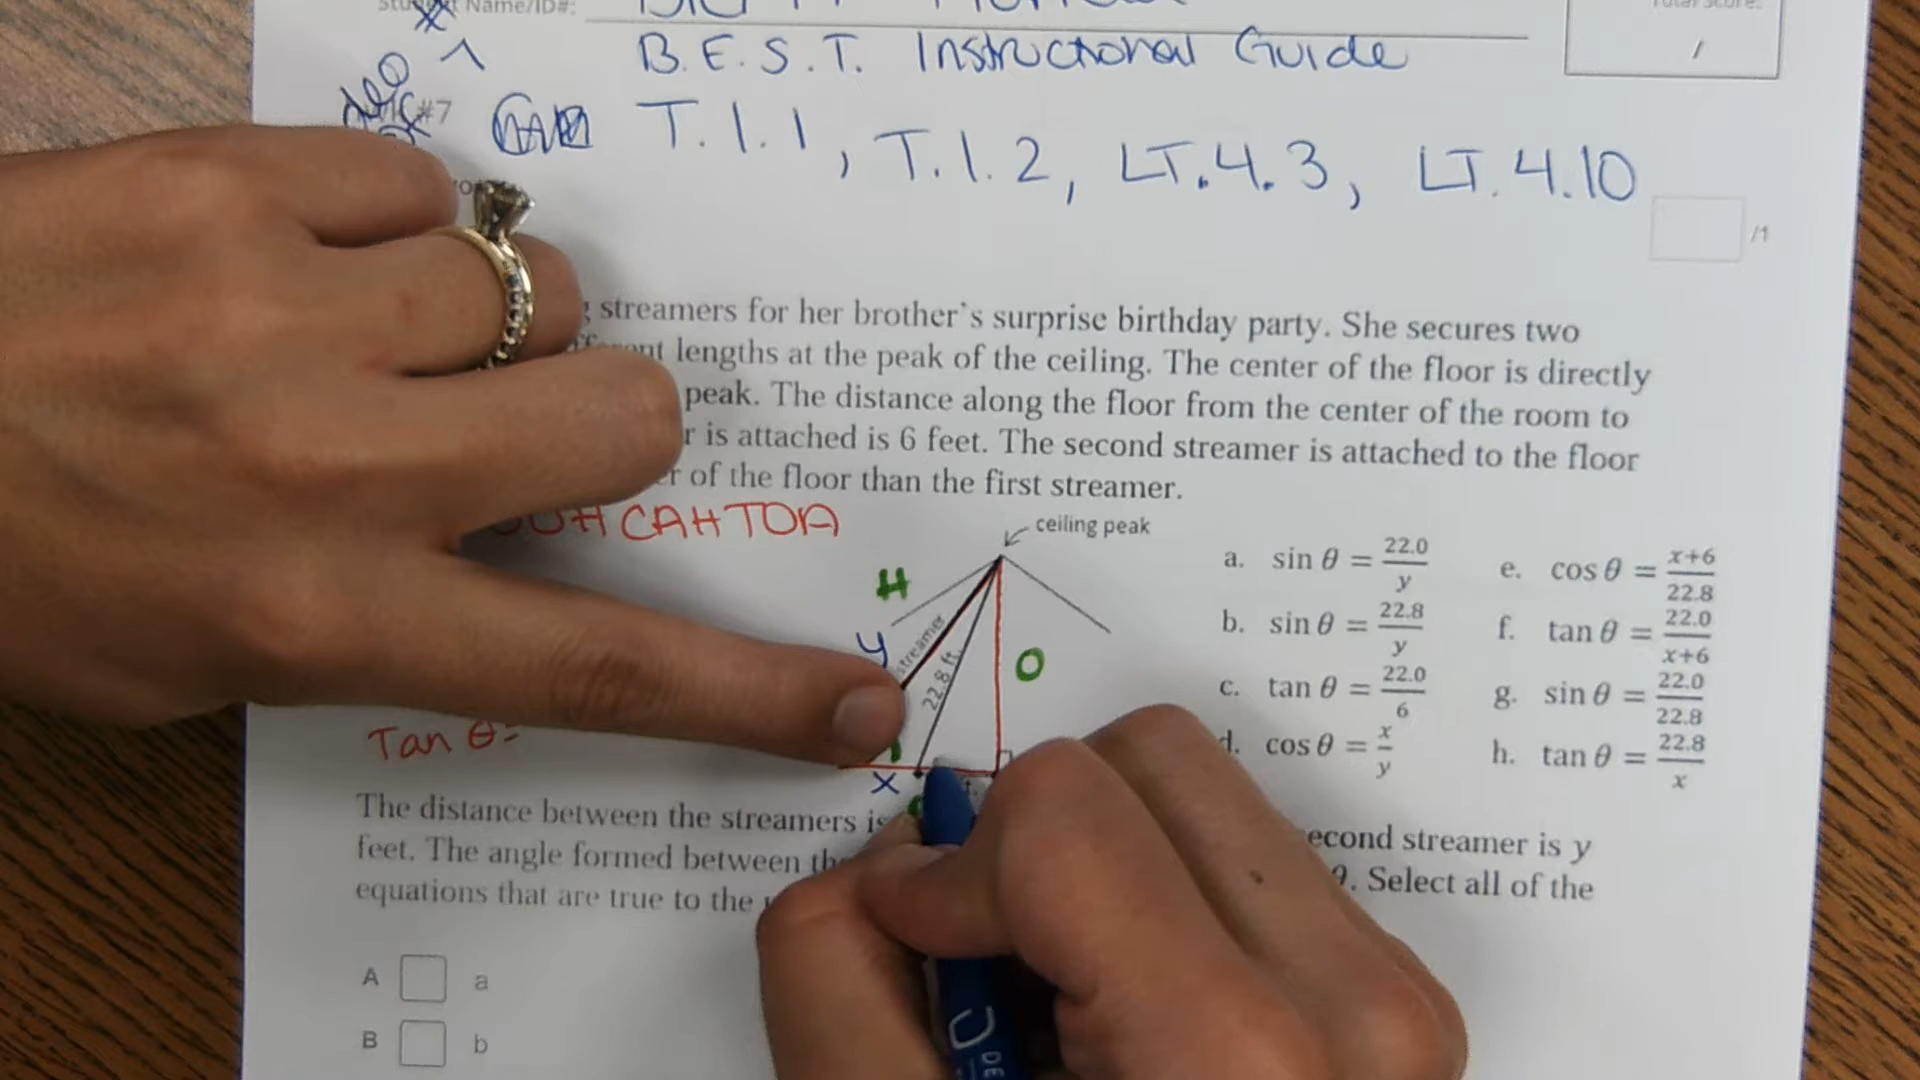 Name/ID#:
Total Score:
/
B.E.S.T. Instructional Guide
#7
T.1.1, T.1.2, LT.4.3, LT.4.10
/1
streamers for her brother's surprise birthday party. She secures two
lengths at the peak of the ceiling. The center of the floor is directly
peak. The distance along the floor from the center of the room to
r is attached is 6 feet. The second streamer is attached to the floor
of the floor than the first streamer.
CAH TOA
ceiling peak
H
y
streamer
22.8 ft.
O
x
Tan θ=
a. sin θ = 22.0/y
b. sin θ = 22.8/y
c. tan θ = 22.0/6
d. cos θ = x/y
e. cos θ = x+6/22.8
f. tan θ = 22.0/x+6
g. sin θ = 22.0/22.8
h. tan θ = 22.8/x
The distance between the streamers is second streamer is y
feet. The angle formed between Select all of the
equations that are true to the
A a
B b